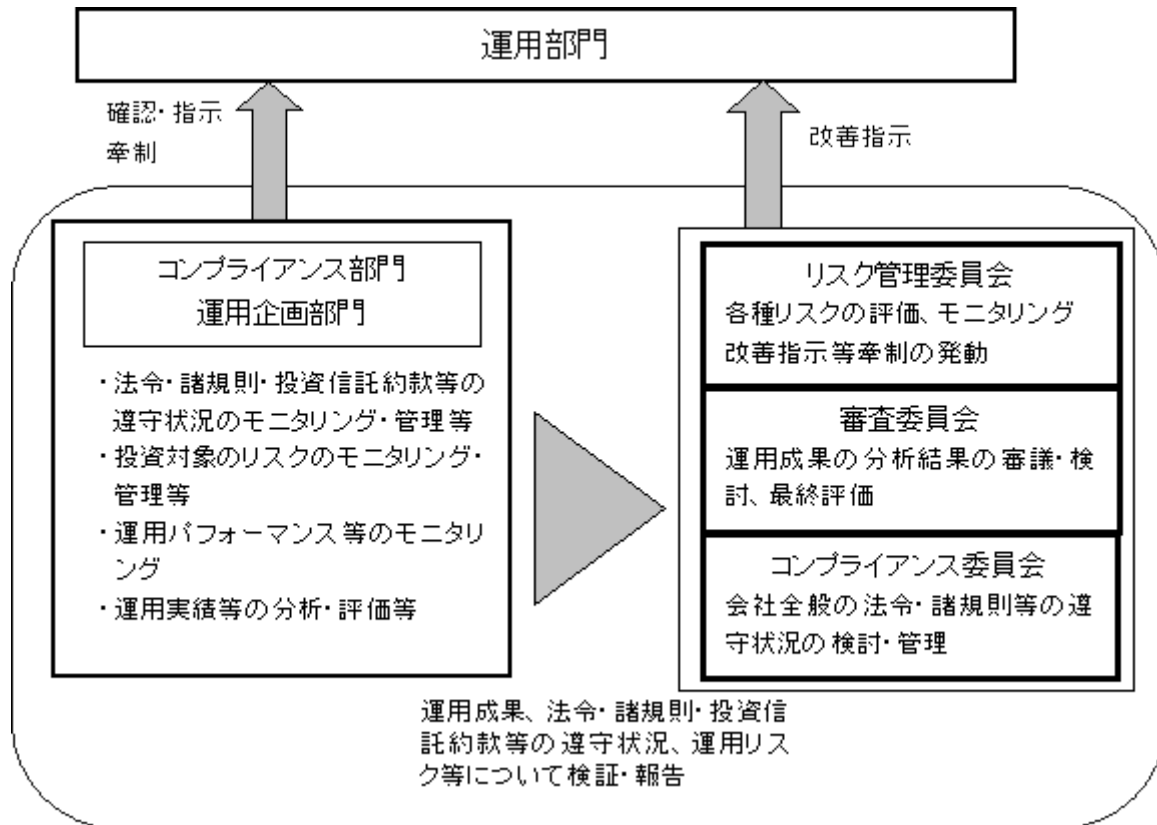 運用部門
確認・指示
牽制
改善指示
コンプライアンス部門
運用企画部門
・法令・諸規則・投資信託約款等の
遵守状況のモニタリング・管理等
・投資対象のリスクのモニタリング・
管理等
・運用パフォーマンス等のモニタリ
ング
・運用実績等の分析・評価等
リスク管理委員会
各種リスクの評価、モニタリング
改善指示等牽制の発動
審査委員会
運用成果の分析結果の審議・検
討、最終評価
コンプライアンス委員会
会社全般の法令・諸規則等の遵
守状況の検討・管理
運用成果、法令・諸規則・投資信
託約款等の遵守状況、運用リス
ク等について検証・報告